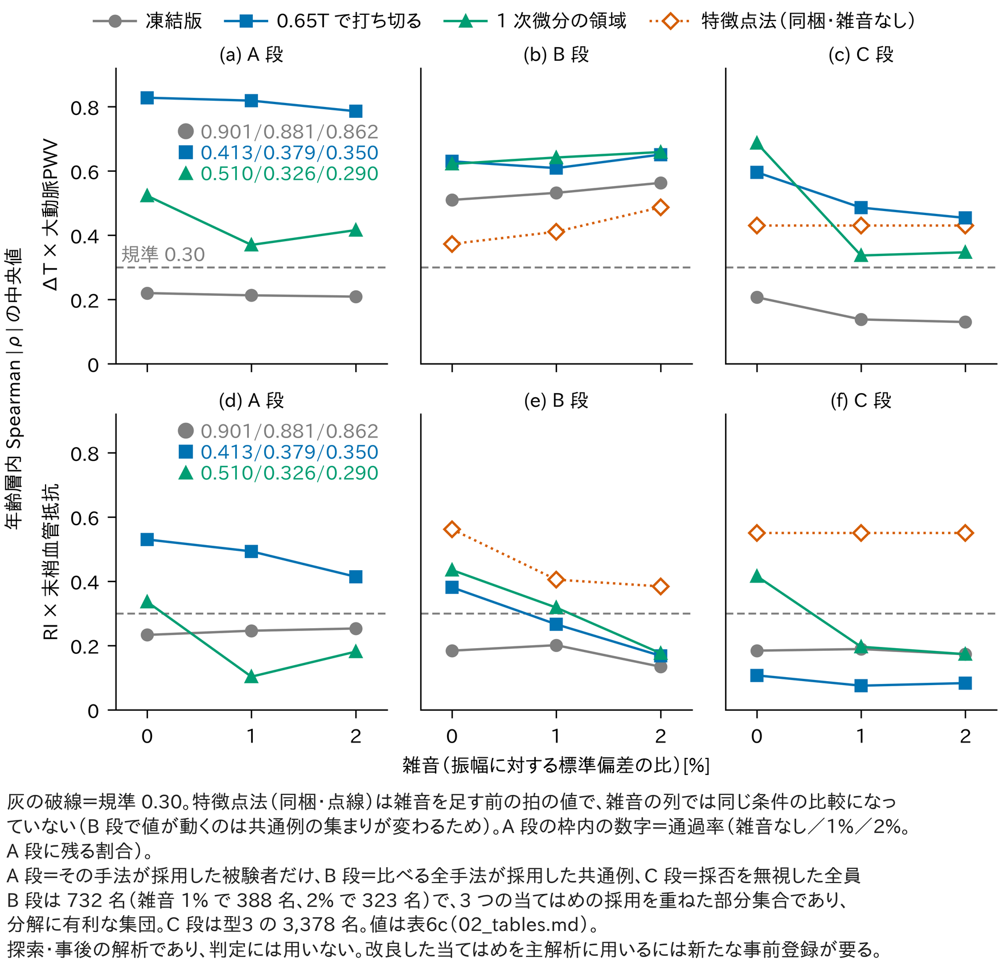 凍結版
0.65T で打ち切る
1 次微分の領域
特徴点法（同梱・雑音なし）
(a) A 段
(b) B 段
(c) C 段
年齢層内 Spearman |ρ| の中央値
ΔT × 大動脈PWV
0.8
0.6
0.4
0.2
0
0.901/0.881/0.862
0.413/0.379/0.350
0.510/0.326/0.290
規準 0.30
(d) A 段
(e) B 段
(f) C 段
RI × 末梢血管抵抗
0.8
0.6
0.4
0.2
0
0.901/0.881/0.862
0.413/0.379/0.350
0.510/0.326/0.290
0
1
2
0
1
2
0
1
2
雑音（振幅に対する標準偏差の比）[%]
灰の破線＝規準 0.30。特徴点法（同梱・点線）は雑音を足す前の拍の値で、雑音の列では同じ条件の比較になっ
ていない（B 段で値が動くのは共通例の集まりが変わるため）。A 段の枠内の数字＝通過率（雑音なし／1%／2%。
A 段に残る割合）。
A 段＝その手法が採用した被験者だけ、B 段＝比べる全手法が採用した共通例、C 段＝採否を無視した全員
B 段は 732 名（雑音 1% で 388 名、2% で 323 名）で、3 つの当てはめの採用を重ねた部分集合であり、
分解に有利な集団。C 段は型3 の 3,378 名。値は表6c（02_tables.md）。
探索・事後の解析であり、判定には用いない。改良した当てはめを主解析に用いるには新たな事前登録が要る。